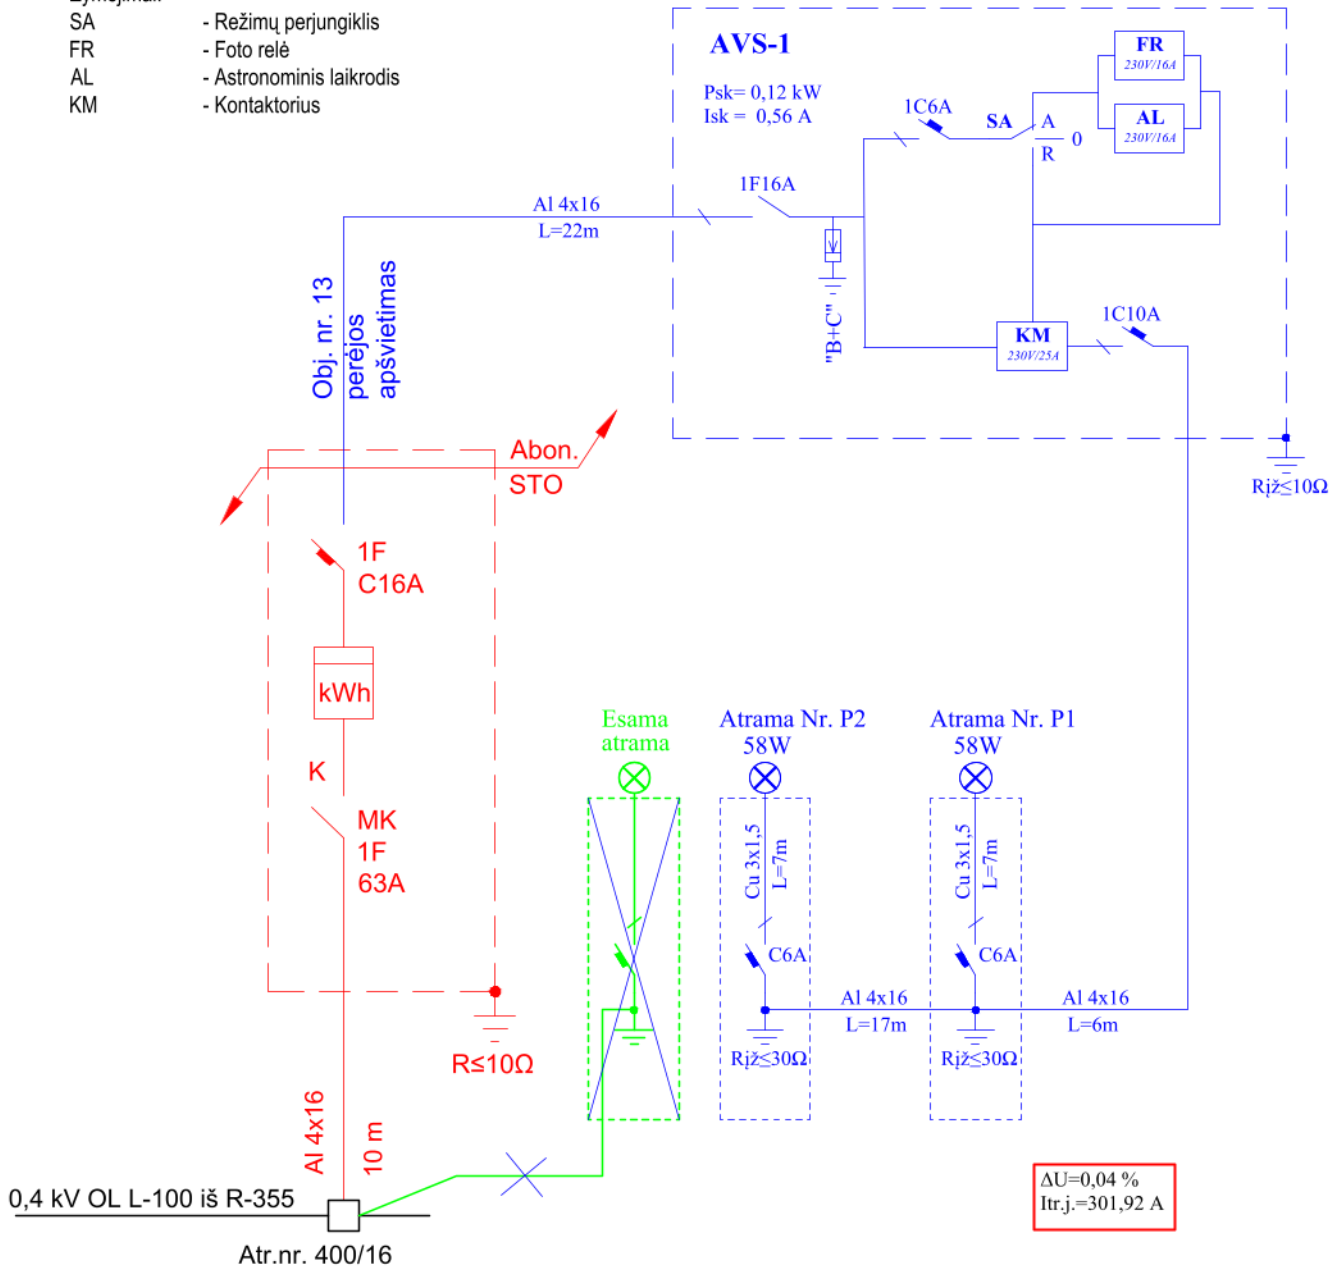 SA - Režimų perjungiklis
FR - Foto relė
AL - Astronominis laikrodis
KM - Kontaktorius
AVS-1
Psk= 0,12 kW
Isk = 0,56 A
FR
230V/16A
AL
230V/16A
1C6A
SA
A
0
R
1F16A
Al 4x16
L=22m
"B+C"
KM
230V/25A
1C10A
Rįž≤10Ω
Obj. nr. 13
perėjos
apšvietimas
Abon.
STO
1F
C16A
kWh
K
MK
1F
63A
R≤10Ω
Al 4x16
10 m
0,4 kV OL L-100 iš R-355
Atr.nr. 400/16
Esama
atrama
Atrama Nr. P2
58W
Cu 3x1,5
L=7m
C6A
Rįž≤30Ω
Al 4x16
L=17m
Atrama Nr. P1
58W
Cu 3x1,5
L=7m
C6A
Rįž≤30Ω
Al 4x16
L=6m
ΔU=0,04 %
Itr.j.=301,92 A